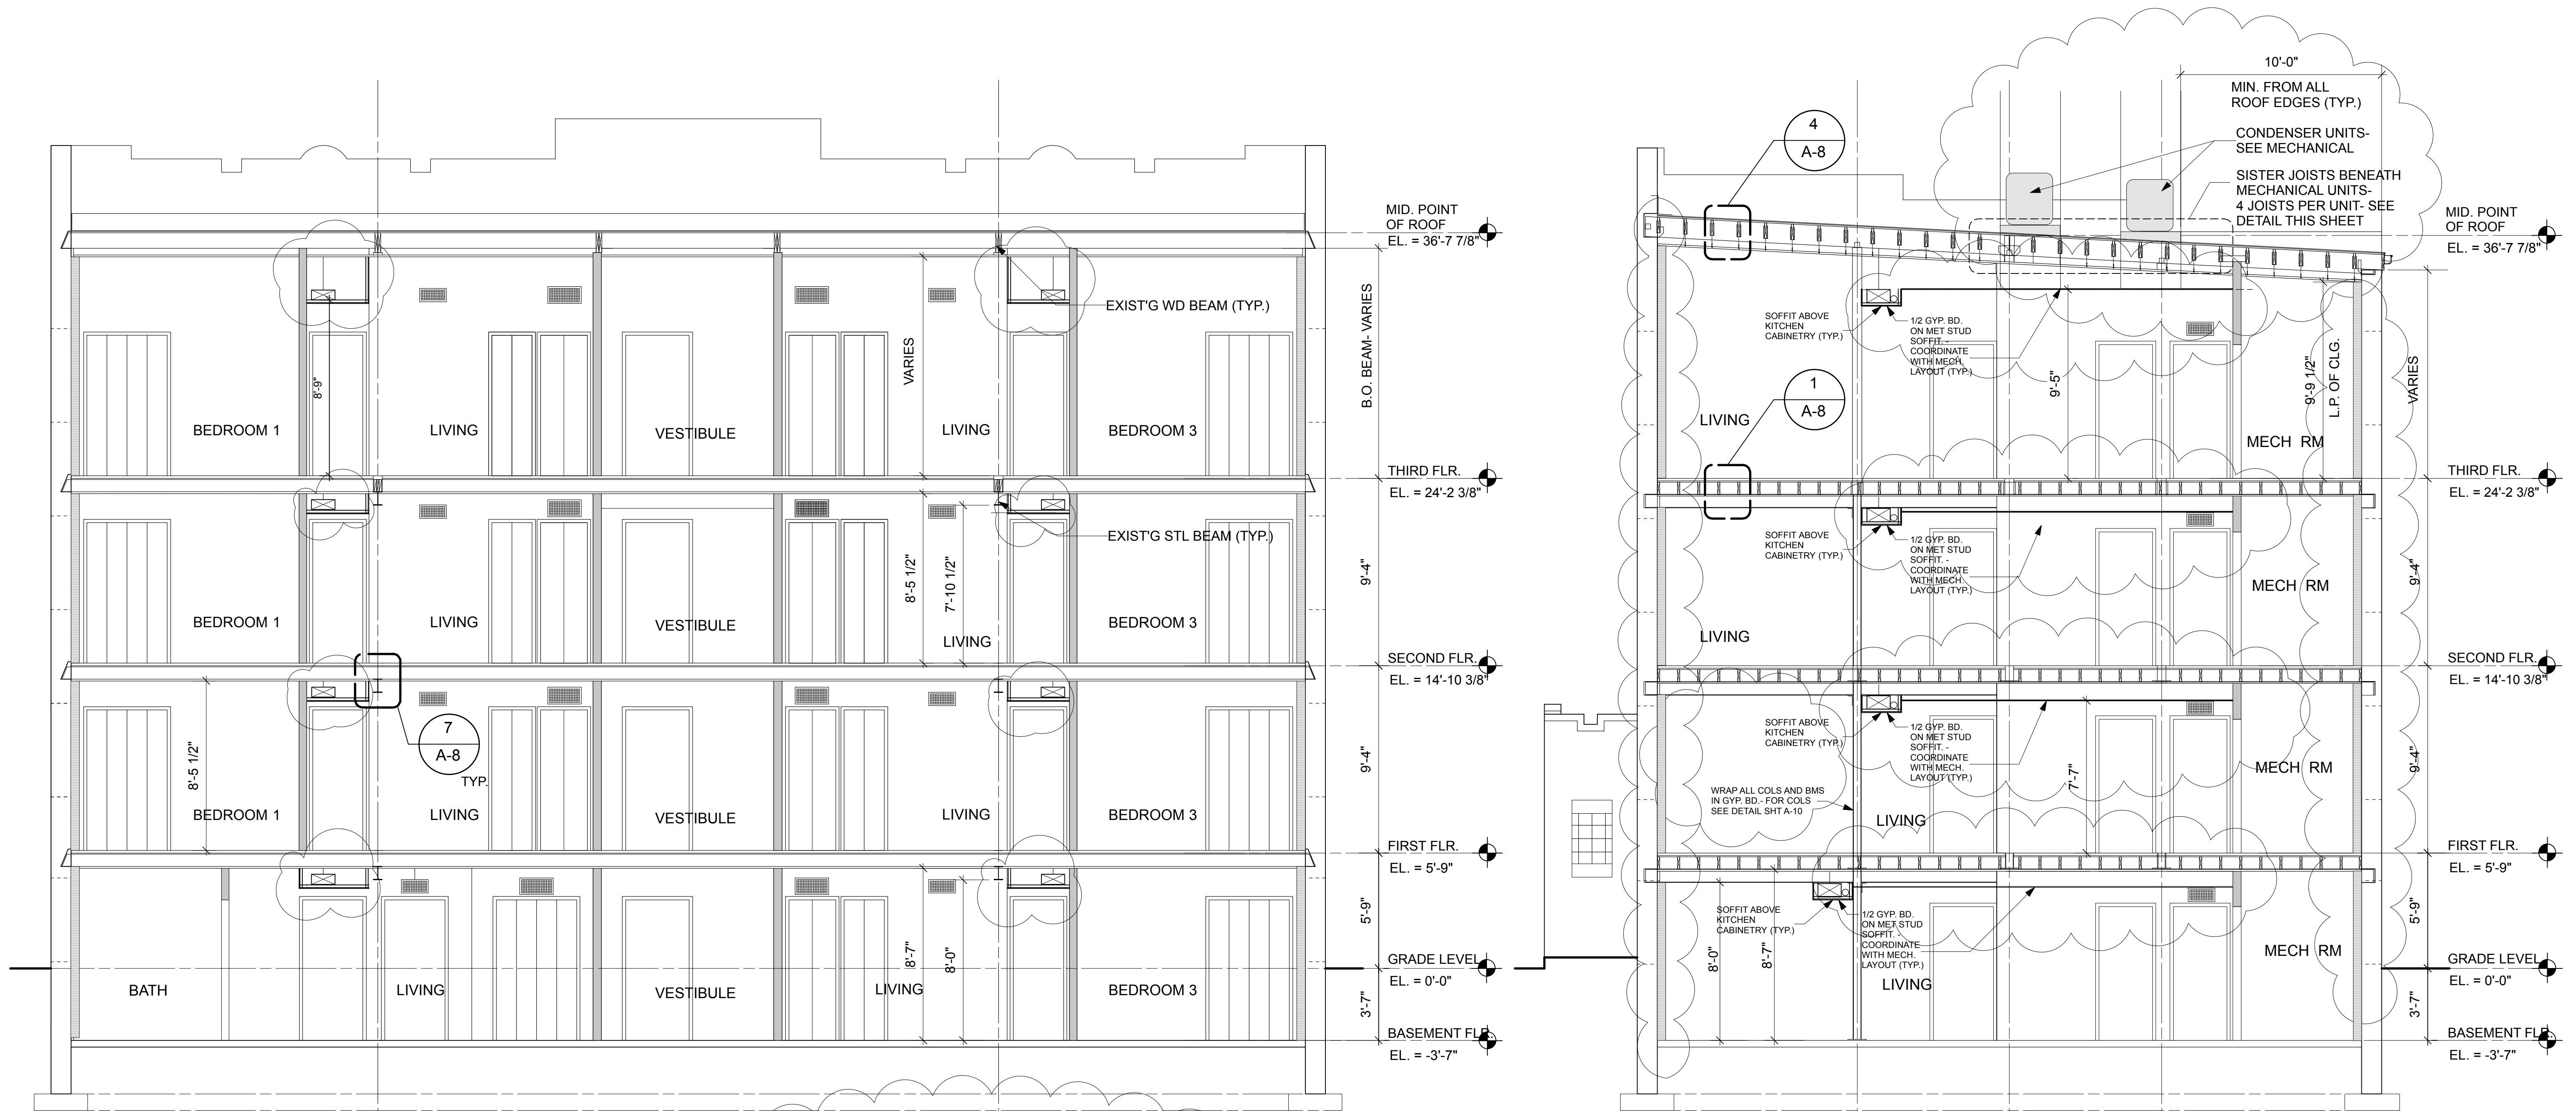 MID. POINT
OF ROOF
EL. = 36'-7 7/8"
EXIST'G WD BEAM (TYP.)
B.O. BEAM- VARIES
VARIES
8'-9"
BEDROOM 1
LIVING
VESTIBULE
LIVING
BEDROOM 3
THIRD FLR.
EL. = 24'-2 3/8"
EXIST'G STL BEAM (TYP.)
8'-5 1/2"
7'-10 1/2"
9'-4"
BEDROOM 1
LIVING
VESTIBULE
LIVING
BEDROOM 3
SECOND FLR.
EL. = 14'-10 3/8"
7
A-8
TYP.
8'-5 1/2"
9'-4"
BEDROOM 1
LIVING
VESTIBULE
LIVING
BEDROOM 3
FIRST FLR.
EL. = 5'-9"
5'-9"
8'-7"
8'-0"
GRADE LEVEL
EL. = 0'-0"
BATH
LIVING
VESTIBULE
LIVING
BEDROOM 3
3'-7"
BASEMENT FLR.
EL. = -3'-7"
10'-0"
MIN. FROM ALL
ROOF EDGES (TYP.)
4
A-8
CONDENSER UNITS-
SEE MECHANICAL
SISTER JOISTS BENEATH
MECHANICAL UNITS-
4 JOISTS PER UNIT- SEE
DETAIL THIS SHEET
MID. POINT
OF ROOF
EL. = 36'-7 7/8"
SOFFIT ABOVE
KITCHEN
CABINETRY (TYP.)
1/2 GYP. BD.
ON MET STUD
SOFFIT. -
COORDINATE
WITH MECH.
LAYOUT (TYP.)
9'-5"
9'-9 1/2"
L.P. OF CLG.
VARIES
1
A-8
LIVING
MECH RM
THIRD FLR.
EL. = 24'-2 3/8"
SOFFIT ABOVE
KITCHEN
CABINETRY (TYP.)
1/2 GYP. BD.
ON MET STUD
SOFFIT. -
COORDINATE
WITH MECH.
LAYOUT (TYP.)
9'-4"
MECH RM
LIVING
SECOND FLR.
EL. = 14'-10 3/8"
SOFFIT ABOVE
KITCHEN
CABINETRY (TYP.)
1/2 GYP. BD.
ON MET STUD
SOFFIT. -
COORDINATE
WITH MECH.
LAYOUT (TYP.)
7'-7"
9'-4"
MECH RM
WRAP ALL COLS AND BMS
IN GYP. BD.- FOR COLS
SEE DETAIL SHT A-10
LIVING
FIRST FLR.
EL. = 5'-9"
SOFFIT ABOVE
KITCHEN
CABINETRY (TYP.)
1/2 GYP. BD.
ON MET STUD
SOFFIT. -
COORDINATE
WITH MECH.
LAYOUT (TYP.)
5'-9"
8'-0"
8'-7"
MECH RM
GRADE LEVEL
EL. = 0'-0"
LIVING
3'-7"
BASEMENT FLR.
EL. = -3'-7"